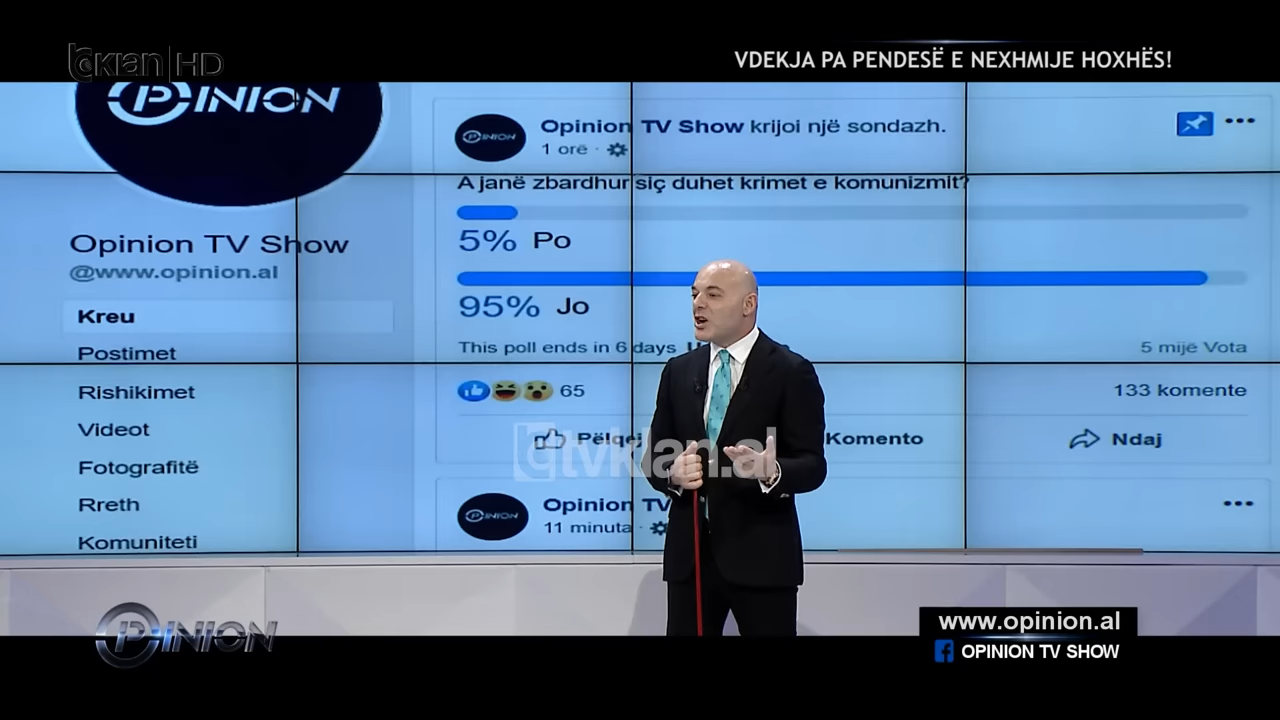 tvklan HD
VDEKJA PA PENDESË E NEXHMIJE HOXHËS!
OPINION
OPINION
Opinion TV Show krijoi një sondazh.
1 orë ·
A janë zbardhur siç duhet krimet e komunizmit?
5% Po
95% Jo
This poll ends in 6 days
5 mijë Vota
65
133 komente
Komento
Ndaj
Opinion TV Show
@www.opinion.al
Kreu
Postimet
Rishikimet
Videot
Fotografitë
Rreth
Komuniteti
tvklan.al
OPINION
Opinion TV
11 minuta ·
OPINION
www.opinion.al
OPINION TV SHOW